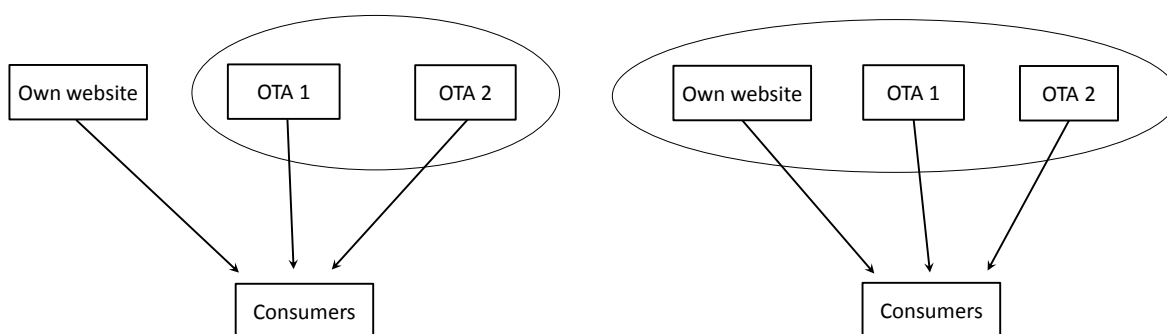 Own website
OTA 1
OTA 2
Consumers
Own website
OTA 1
OTA 2
Consumers